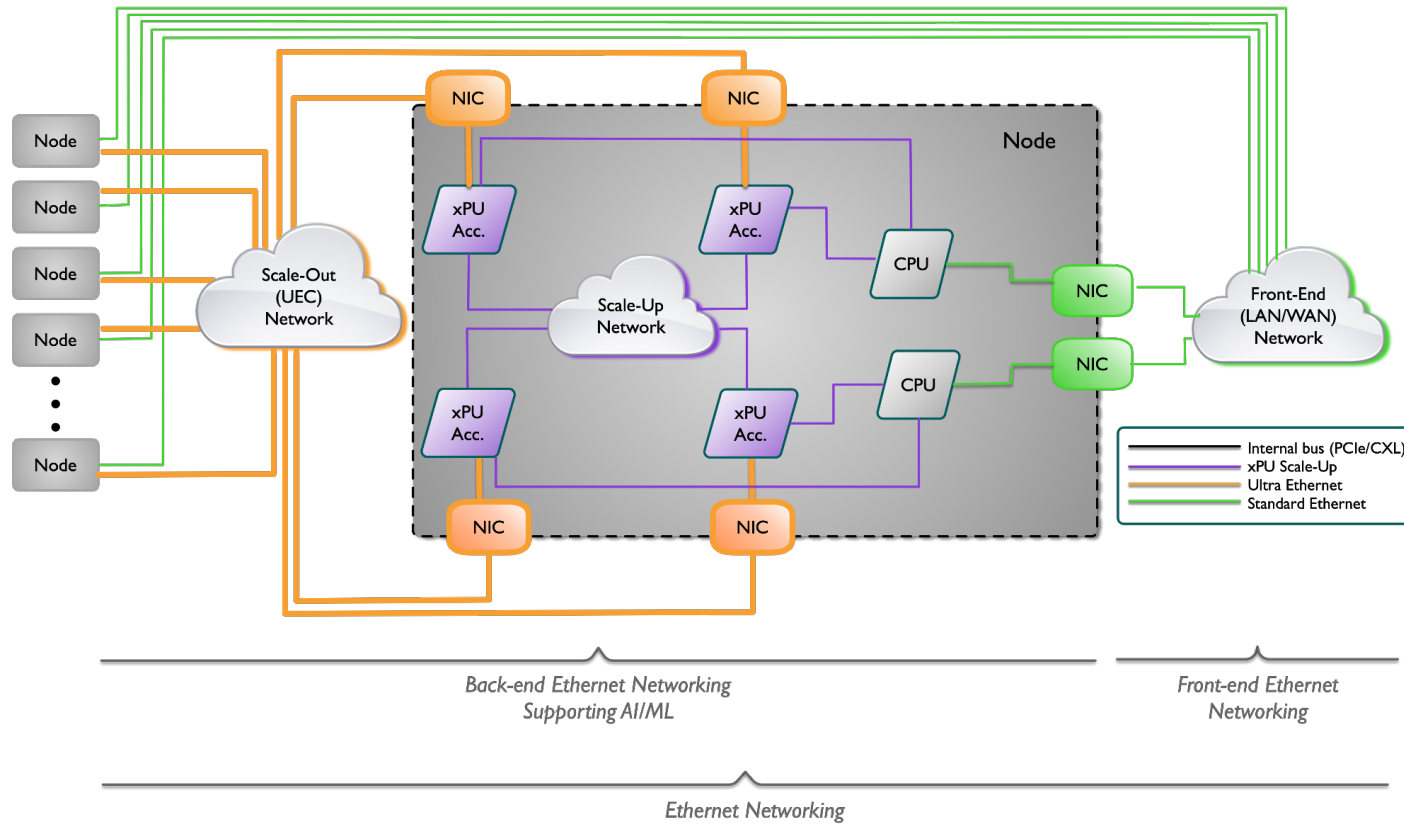 NIC
NIC
Node
Node
Node
Node
Node
Node
xPU
Acc.
xPU
Acc.
CPU
Scale-Out
(UEC)
Network
Scale-Up
Network
NIC
Front-End
(LAN/WAN)
Network
NIC
CPU
xPU
Acc.
xPU
Acc.
NIC
NIC
Internal bus (PCIe/CXL)
xPU Scale-Up
Ultra Ethernet
Standard Ethernet
Back-end Ethernet Networking
Supporting AI/ML
Front-end Ethernet
Networking
Ethernet Networking